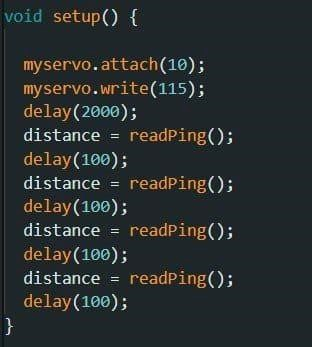 void setup() {
myservo.attach(10);
myservo.write(115);
delay(2000);
distance = readPing();
delay(100);
distance = readPing();
delay(100);
distance = readPing();
delay(100);
distance = readPing();
delay(100);
}